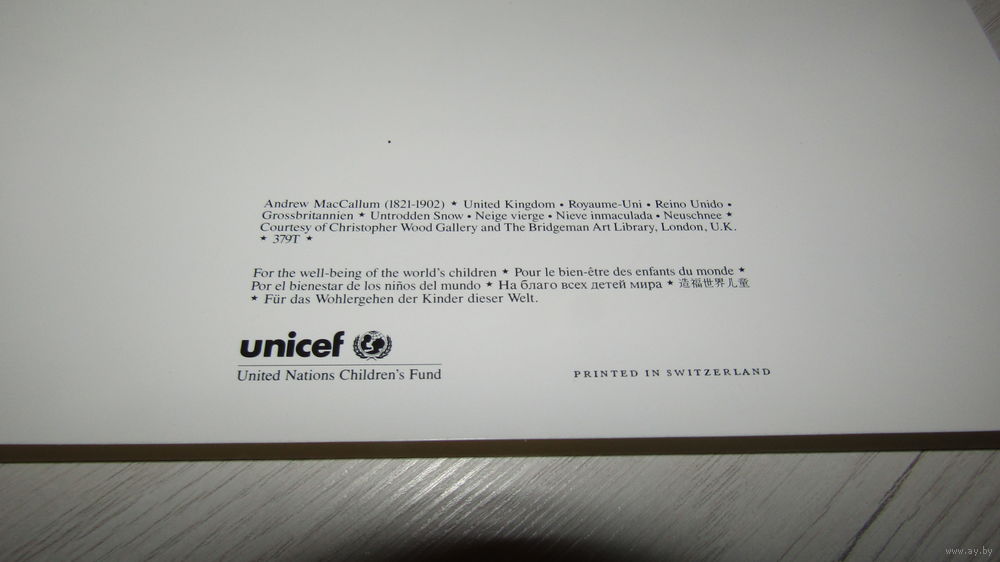 Andrew MacCallum (1821-1902) ★ United Kingdom • Royaume-Uni • Reino Unido •
Grossbritannien ★ Untrodden Snow • Neige vierge • Nieve inmaculada • Neuschnee ★
Courtesy of Christopher Wood Gallery and The Bridgeman Art Library, London, U.K.
★ 379T ★
For the well-being of the world's children ★ Pour le bien-être des enfants du monde ★
Por el bienestar de los niños del mundo ★ На благо всех детей мира ★ 造福世界儿童
★ Für das Wohlergehen der Kinder dieser Welt.
unicef
United Nations Children's Fund
PRINTED IN SWITZERLAND
www.ay.by